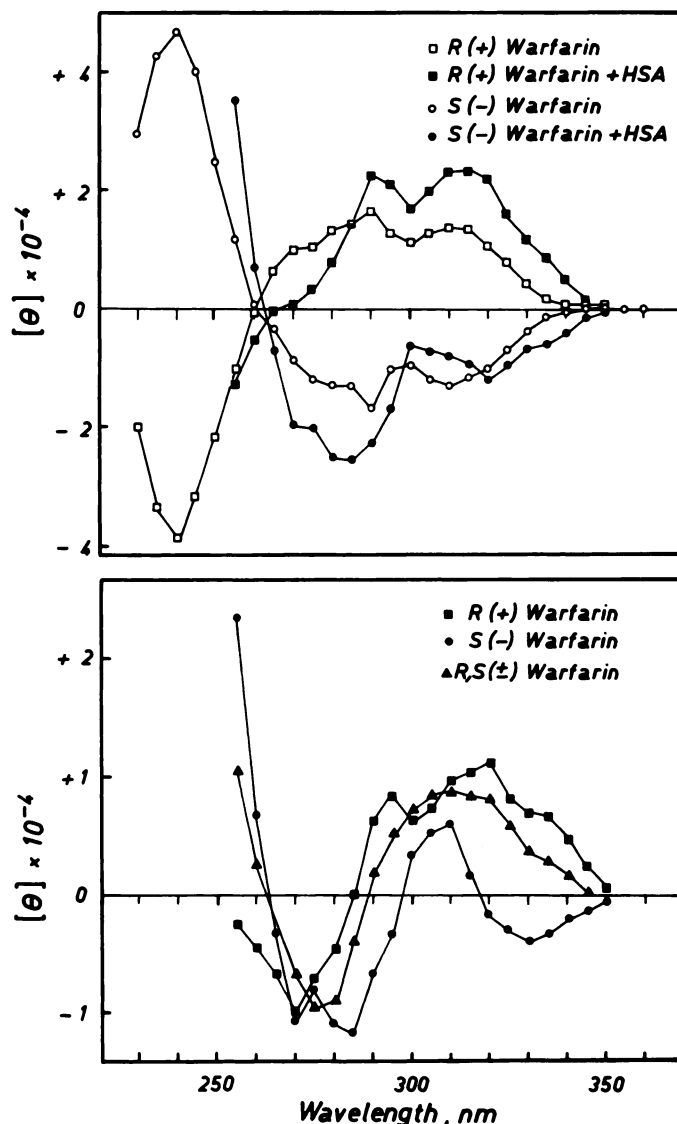 + 4
+ 2
0
- 2
- 4
[θ] × 10⁻⁴
□ R (+) Warfarin
■ R (+) Warfarin + HSA
○ S (-) Warfarin
● S (-) Warfarin + HSA
+ 2
+ 1
0
- 1
[θ] × 10⁻⁴
■ R (+) Warfarin
● S (-) Warfarin
▲ R,S (±) Warfarin
250 300 350
Wavelength, nm